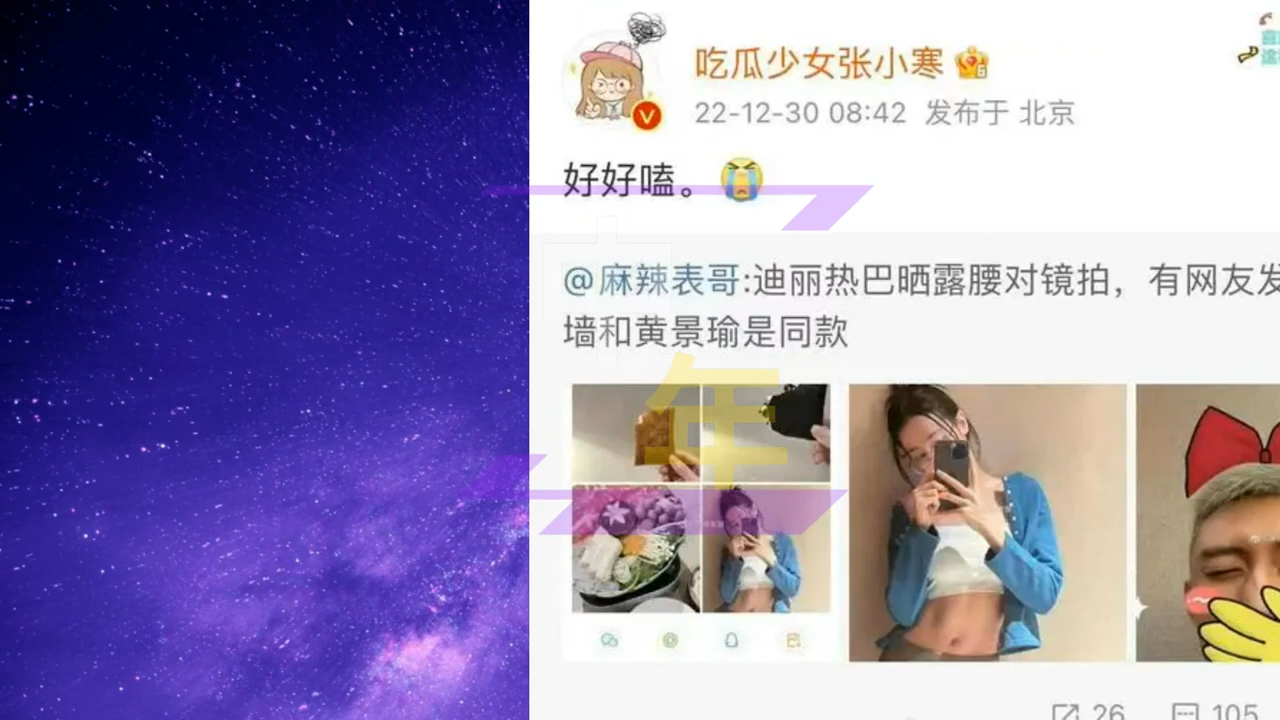 吃瓜少女张小寒
22-12-30 08:42 发布于 北京
好好嗑。
@麻辣表哥:迪丽热巴晒露腰对镜拍，有网友发
墙和黄景瑜是同款
年
26
105